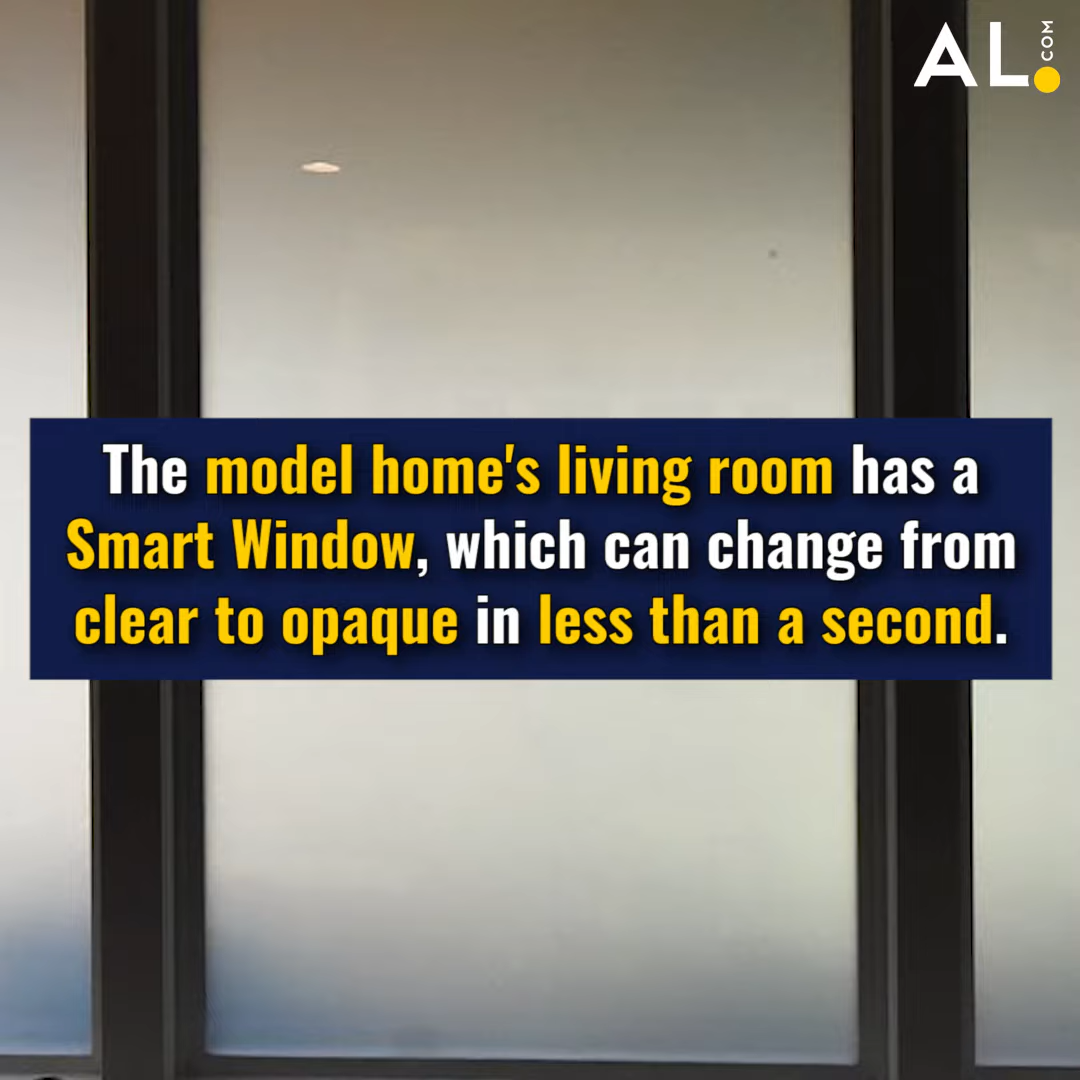 AL.COM
The model home's living room has a
Smart Window, which can change from
clear to opaque in less than a second.